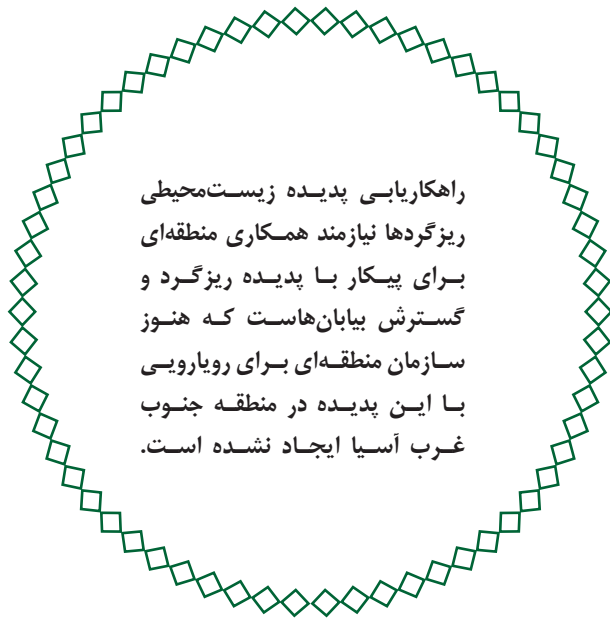 راهکاریابی پدیده زیست‌محیطی
ریزگردها نیازمند همکاری منطقه‌ای
برای پیکار با پدیده ریزگرد و
گسترش بیابان‌هاست که هنوز
سازمان منطقه‌ای برای رویارویی
با این پدیده در منطقه جنوب
غرب آسیا ایجاد نشده است.